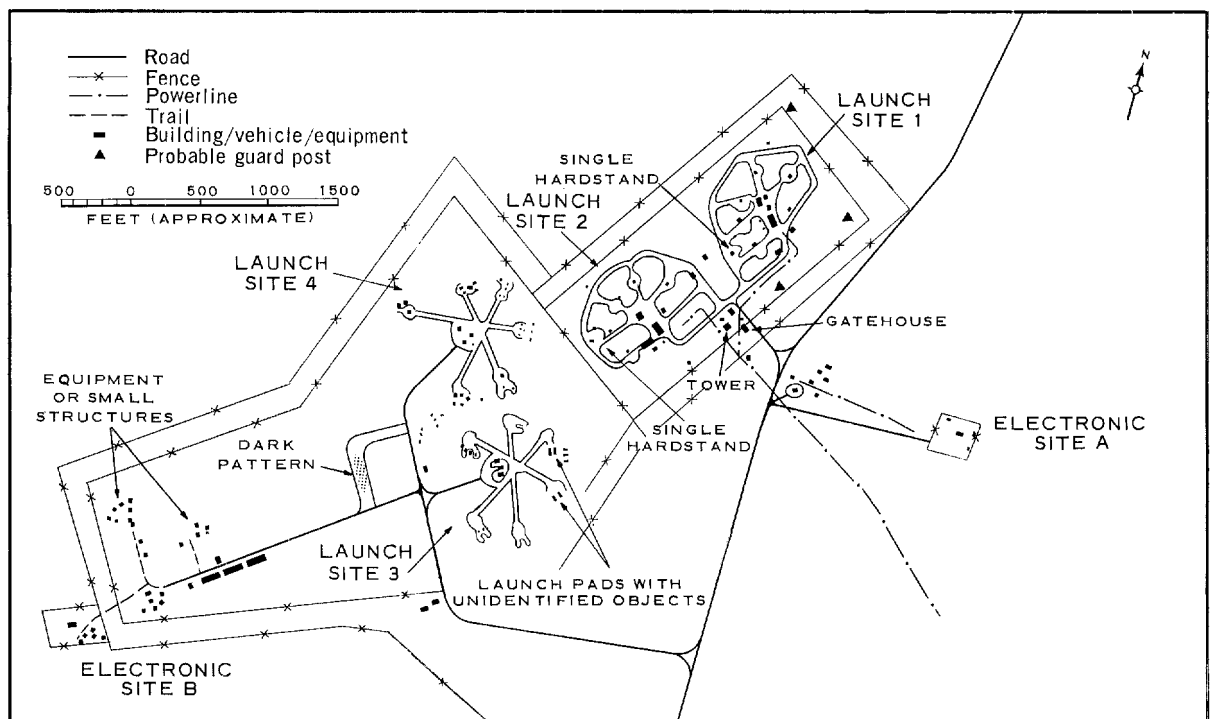 Road
Fence
Powerline
Trail
Building/vehicle/equipment
Probable guard post
500 0 500 1000 1500
FEET (APPROXIMATE)
N
LAUNCH
SITE 1
SINGLE
HARDSTAND
LAUNCH
SITE 2
LAUNCH
SITE 4
GATEHOUSE
TOWER
EQUIPMENT
OR SMALL
STRUCTURES
DARK
PATTERN
SINGLE
HARDSTAND
ELECTRONIC
SITE A
LAUNCH
SITE 3
LAUNCH PADS WITH
UNIDENTIFIED OBJECTS
ELECTRONIC
SITE B